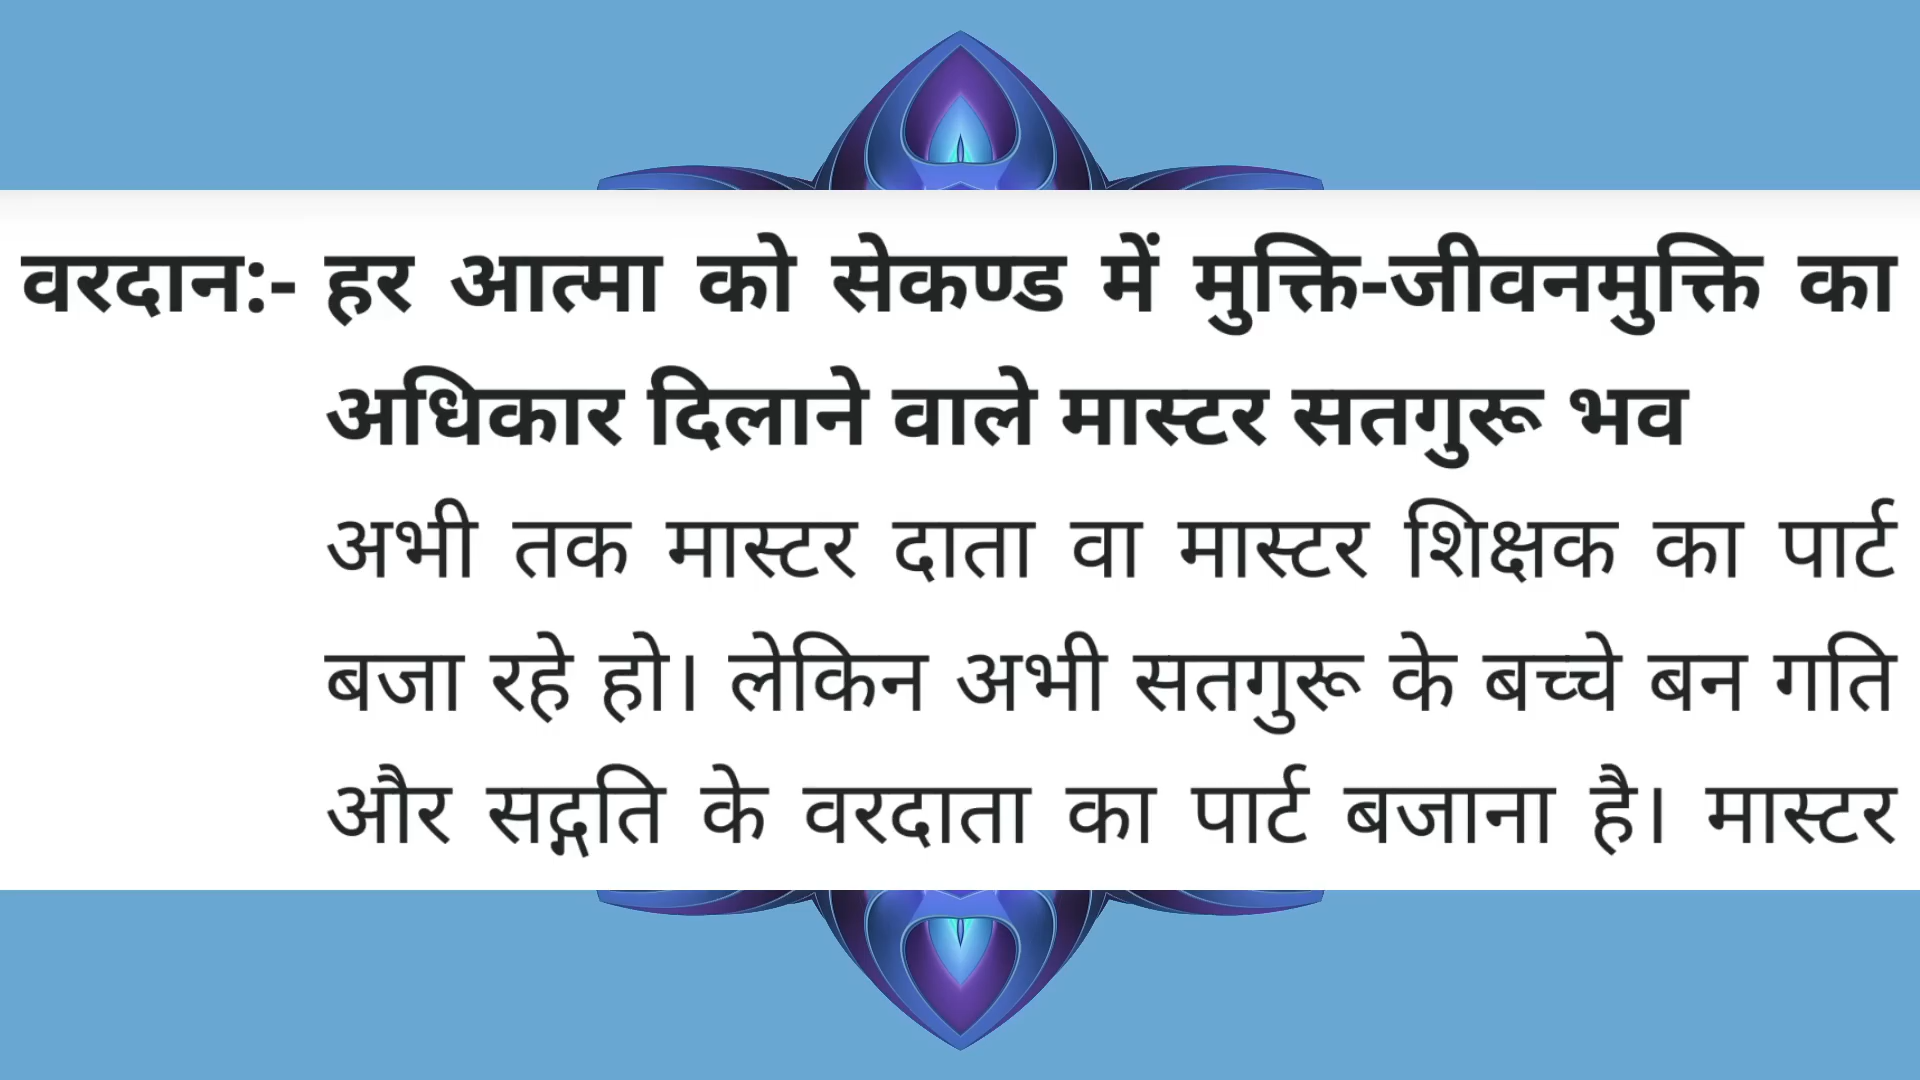 वरदान:- हर आत्मा को सेकण्ड में मुक्ति-जीवनमुक्ति का
अधिकार दिलाने वाले मास्टर सतगुरू भव
अभी तक मास्टर दाता वा मास्टर शिक्षक का पार्ट
बजा रहे हो। लेकिन अभी सतगुरू के बच्चे बन गति
और सद्गति के वरदाता का पार्ट बजाना है। मास्टर